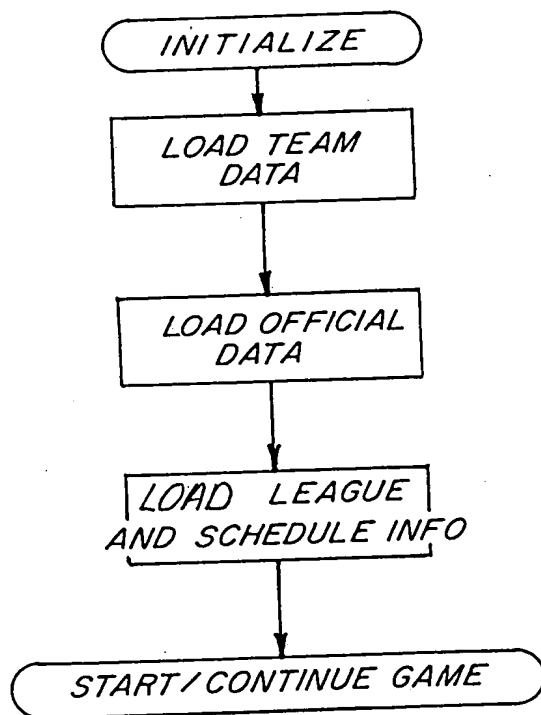 INITIALIZE
LOAD TEAM
DATA
LOAD OFFICIAL
DATA
LOAD LEAGUE
AND SCHEDULE INFO
START/CONTINUE GAME